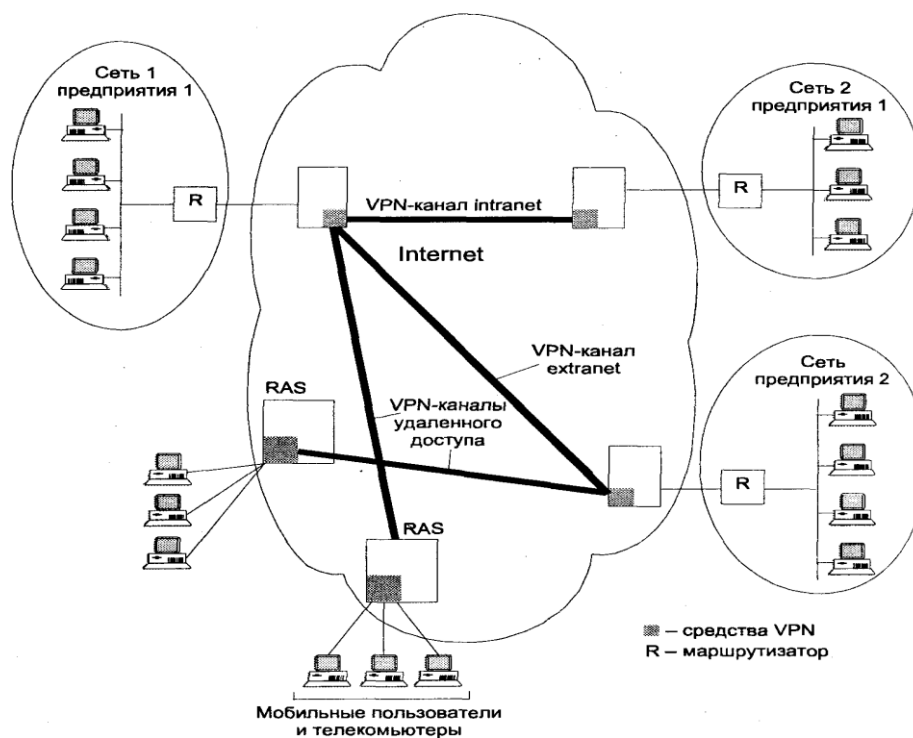 Сеть 1
предприятия 1
Сеть 2
предприятия 1
R
R
VPN-канал intranet
Internet
VPN-канал
extranet
Сеть
предприятия 2
RAS
VPN-каналы
удаленного
доступа
R
RAS
– средства VPN
R – маршрутизатор
Мобильные пользователи
и телекомьютеры